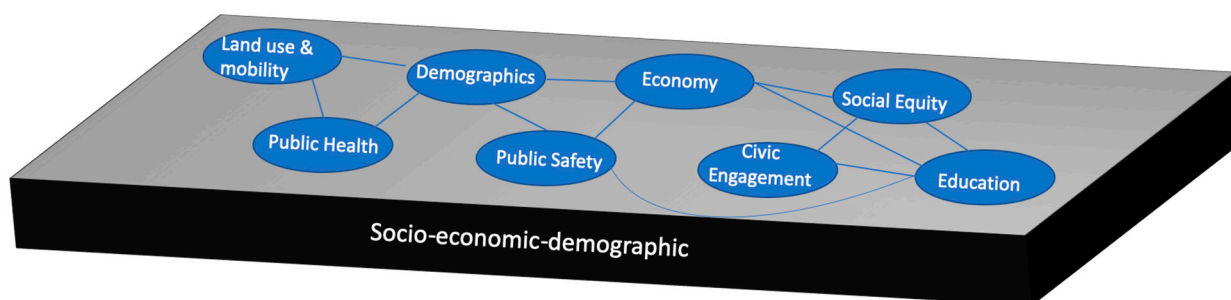 Land use &
mobility
Demographics
Economy
Social Equity
Public Health
Public Safety
Civic
Engagement
Education
Socio-economic-demographic